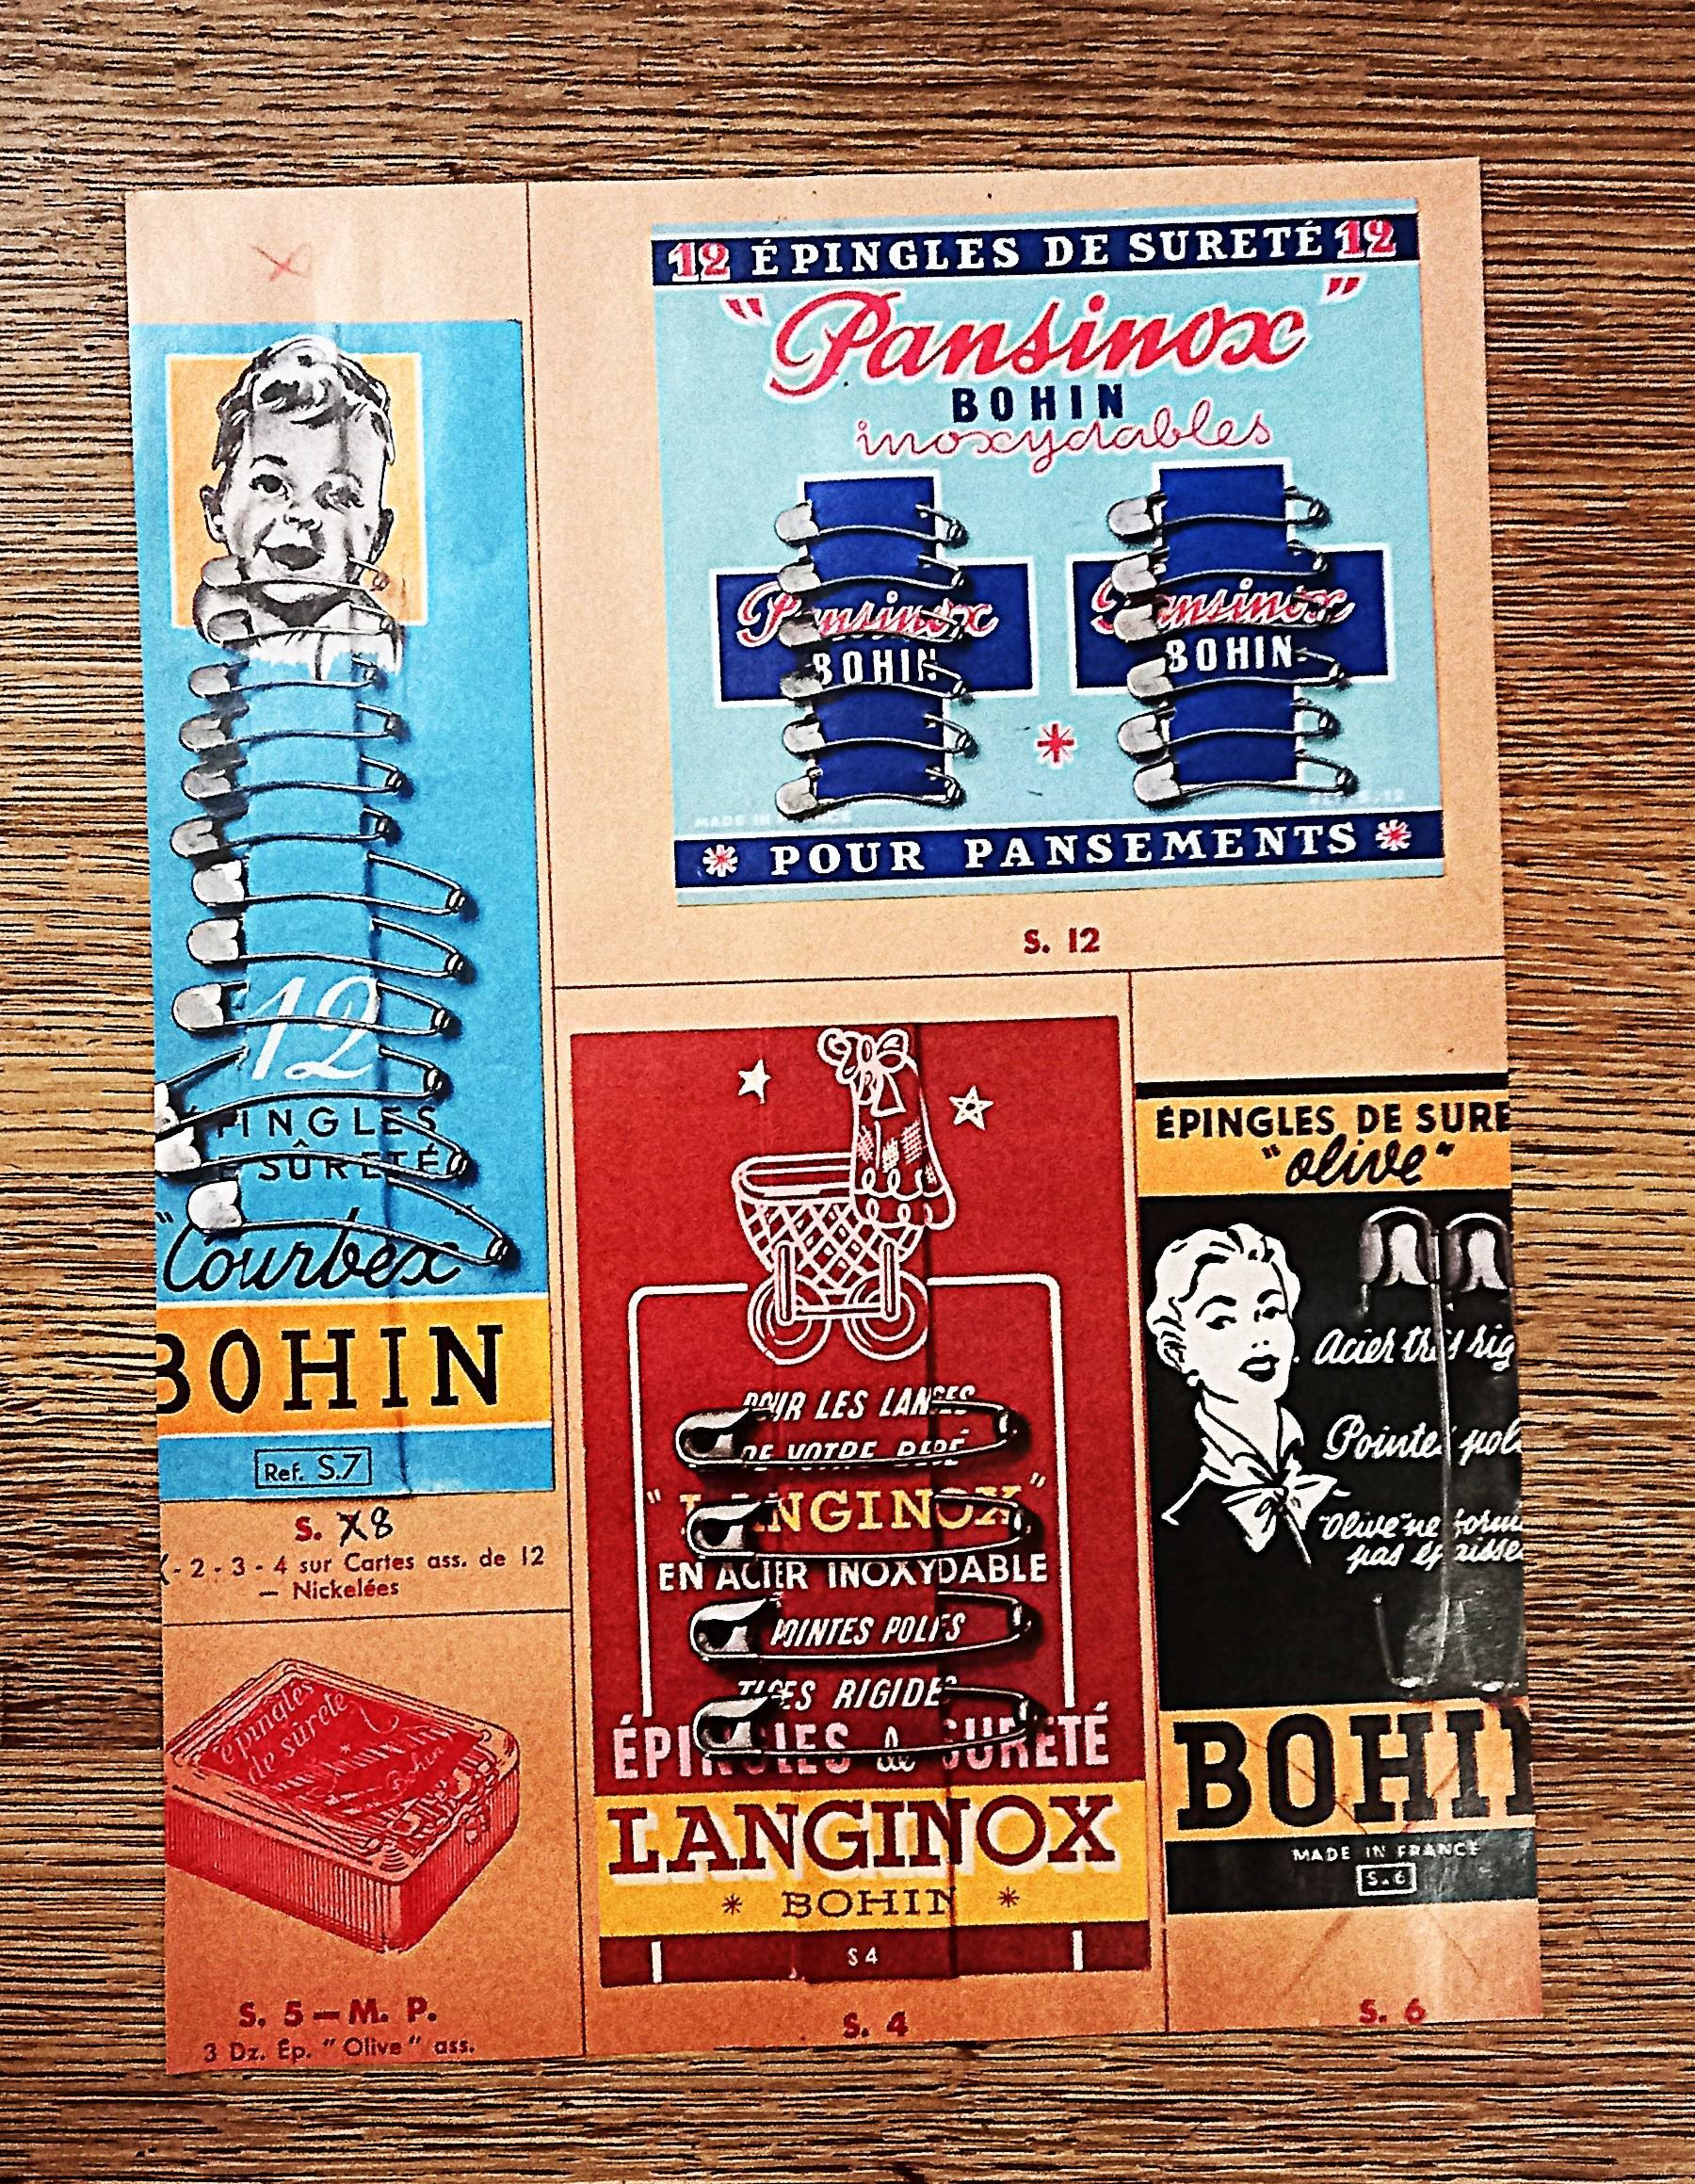 12 ÉPINGLES DE SURETÉ 12
"Pansinox"
BOHIN
inoxydables
Pansinox
BOHIN
Pansinox
BOHIN
MADE IN FRANCE
* POUR PANSEMENTS *
S. 12
12
ÉPINGLES
DE SÛRETÉ
"Courbex
BOHIN
Ref. S.7
S. X8
- 2 - 3 - 4 sur Cartes ass. de 12
— Nickelées
épingles
de sûreté
Bohin
S. 5 — M. P.
3 Dz. Ép. "Olive" ass.
POUR LES LANGES
DE VOTRE BÉBÉ
"LANGINOX"
EN ACIER INOXYDABLE
POINTES POLIES
TIGES RIGIDES
ÉPINGLES de SURETÉ
LANGINOX
* BOHIN *
S4
S. 4
ÉPINGLES DE SURE
"olive"
Acier très rig
Pointes pol
"Olive" ne form
pas épaisse
BOHIN
MADE IN FRANCE
S.6
S. 6